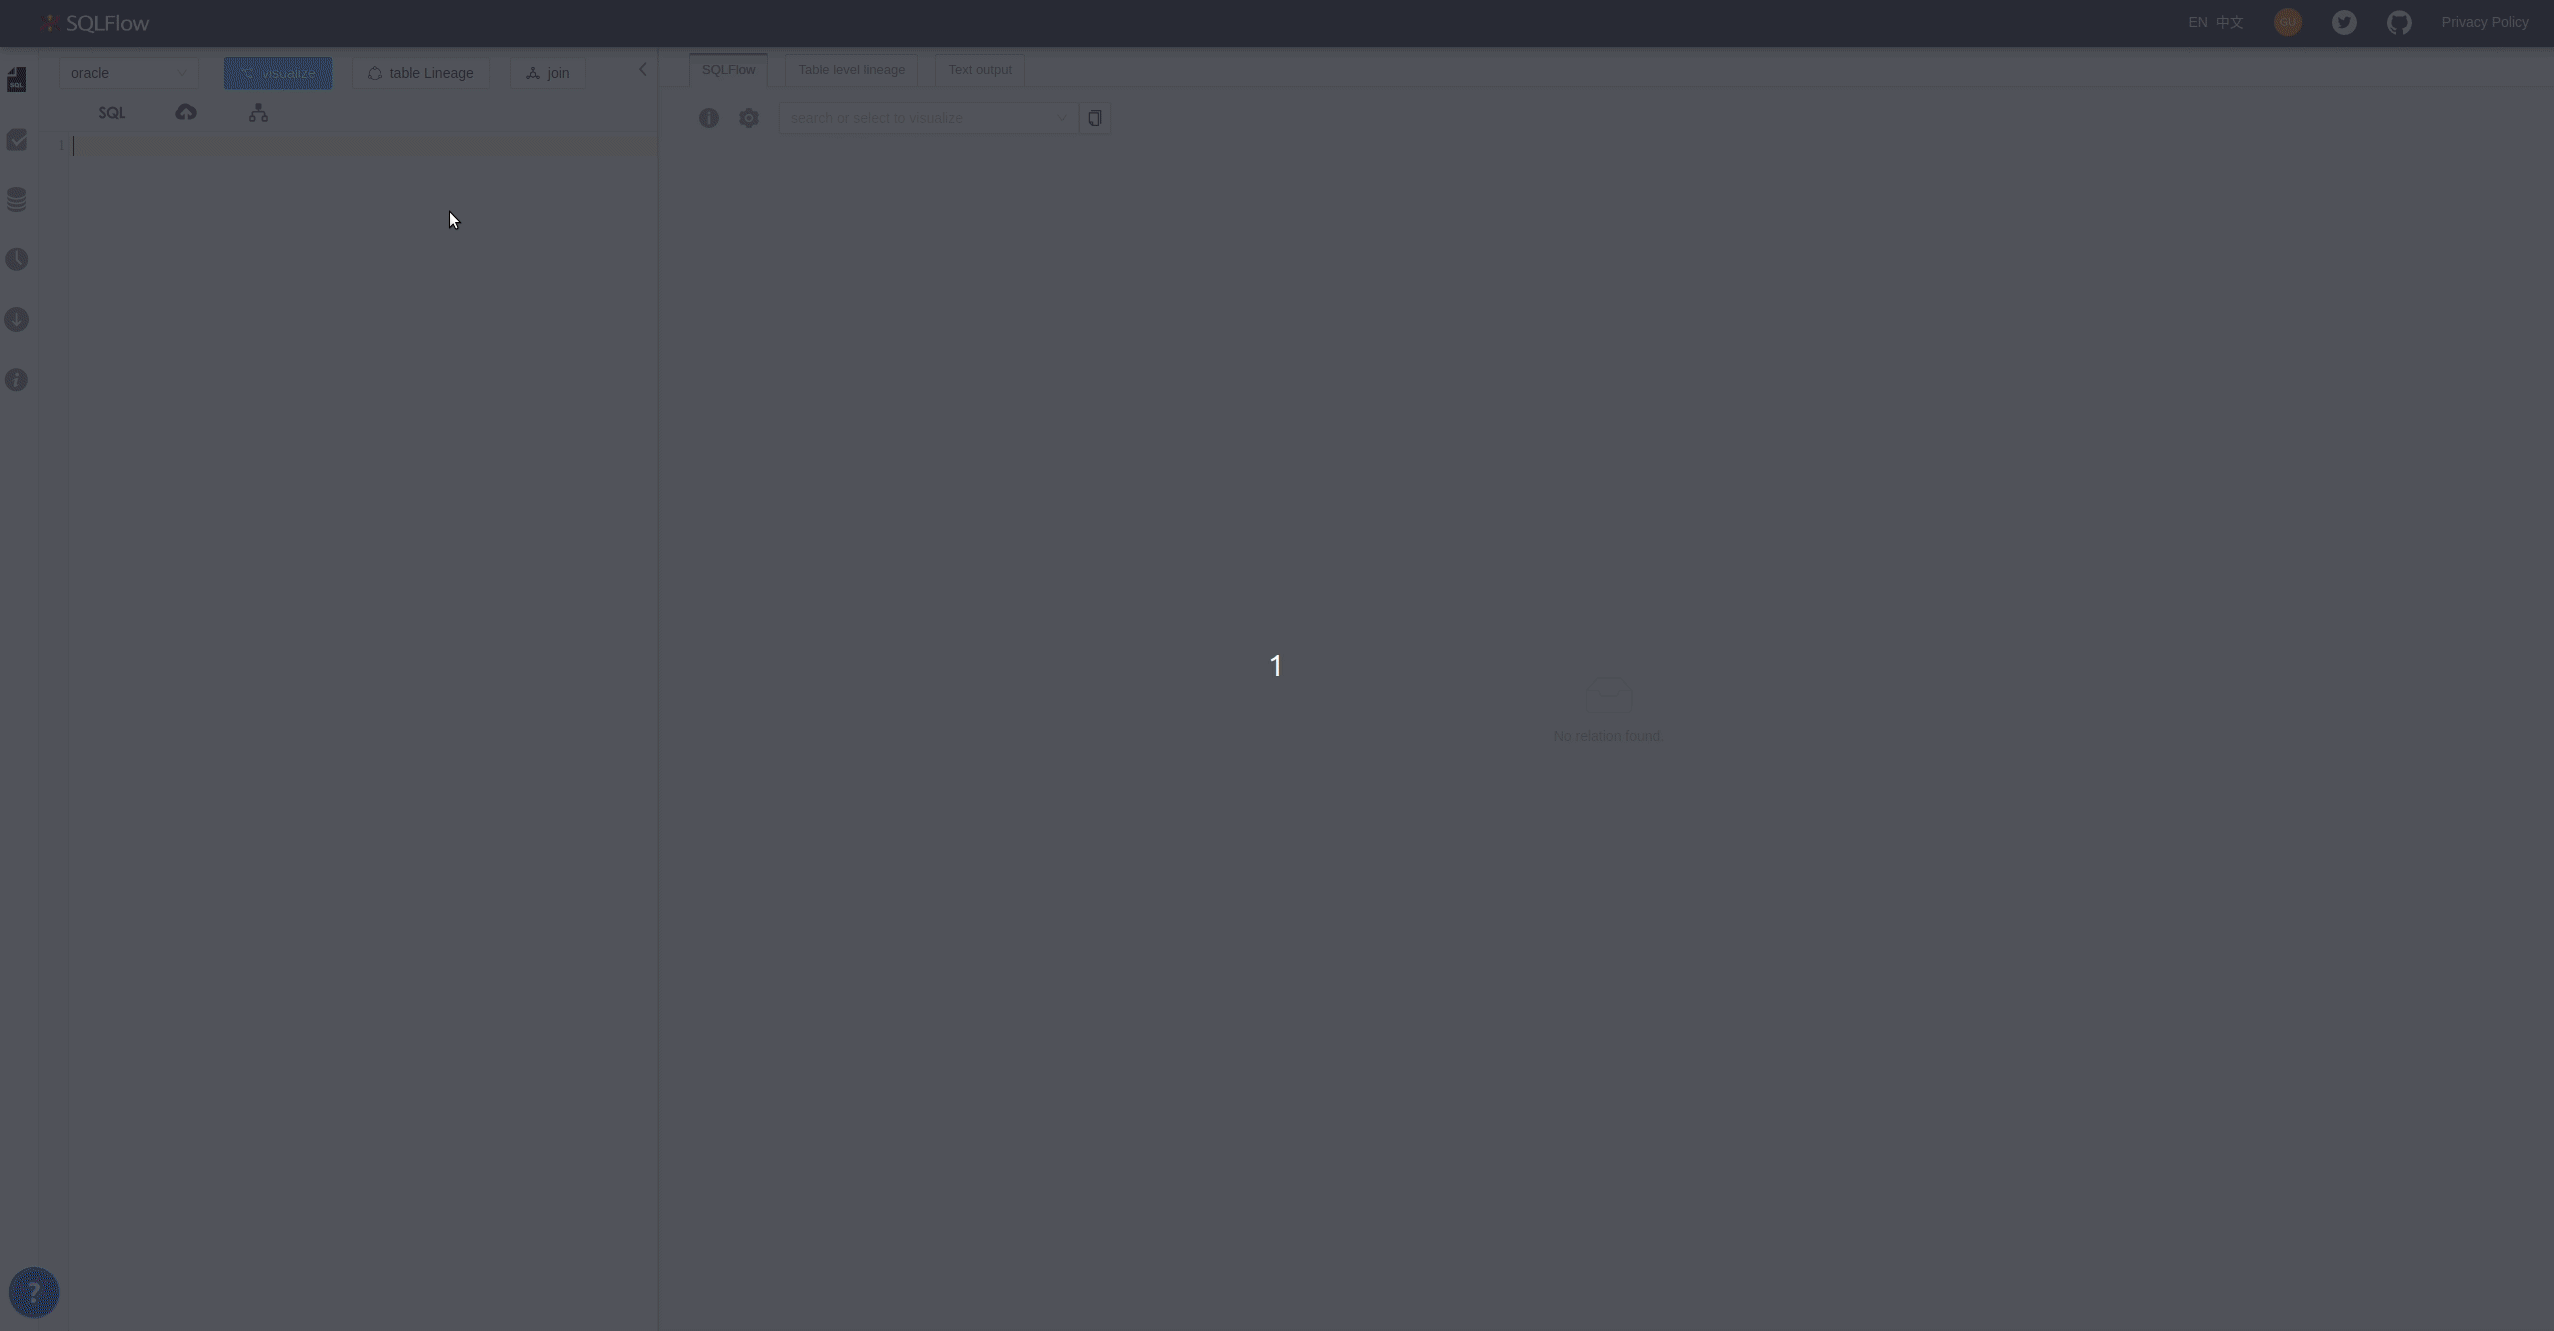 SQLFlow
EN 中文 GU Privacy Policy
oracle visualize table Lineage join
SQLFlow Table level lineage Text output
SQL
SQL
search or select to visualize
1
1
No relation found.
?